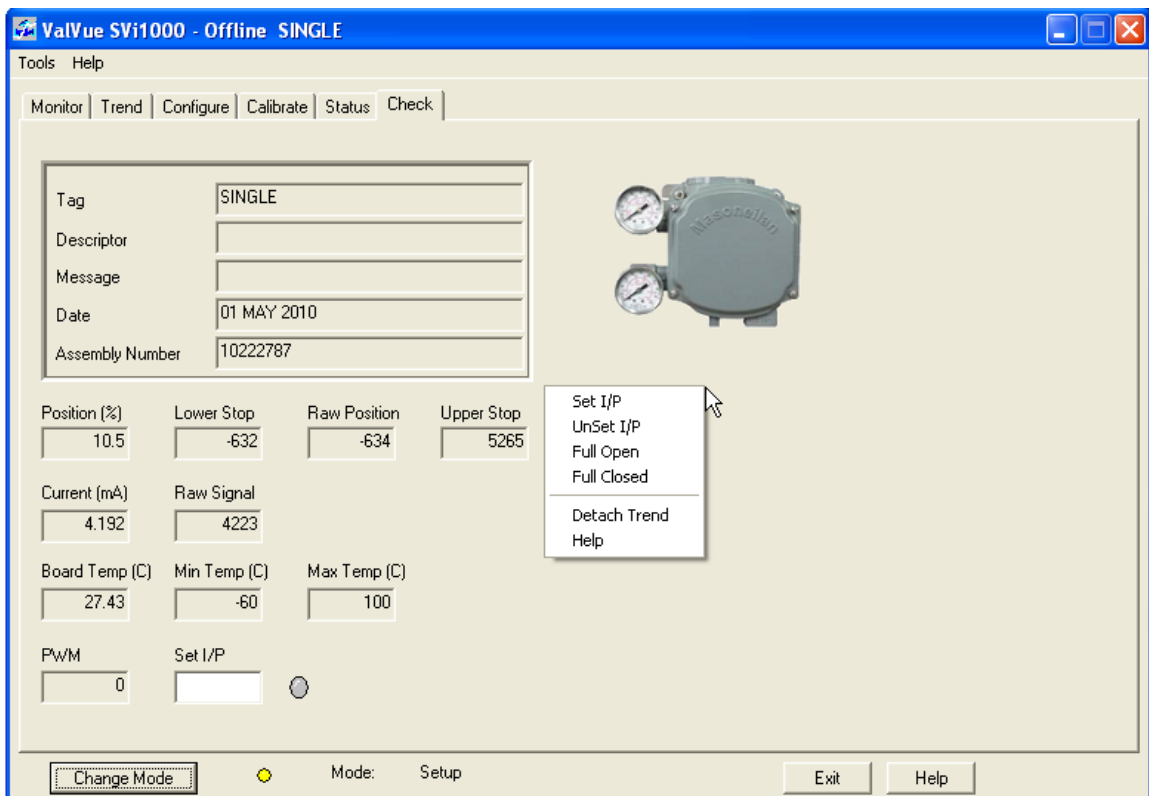 ValVue SVi1000 - Offline SINGLE
Tools Help
Monitor Trend Configure Calibrate Status Check
Tag SINGLE
Descriptor
Message
Date 01 MAY 2010
Assembly Number 10222787
Masoneilan
Position (%) Lower Stop Raw Position Upper Stop
10.5 -632 -634 5265
Current (mA) Raw Signal
4.192 4223
Board Temp (C) Min Temp (C) Max Temp (C)
27.43 -60 100
PWM Set I/P
0
Set I/P
UnSet I/P
Full Open
Full Closed
Detach Trend
Help
Change Mode Mode: Setup Exit Help